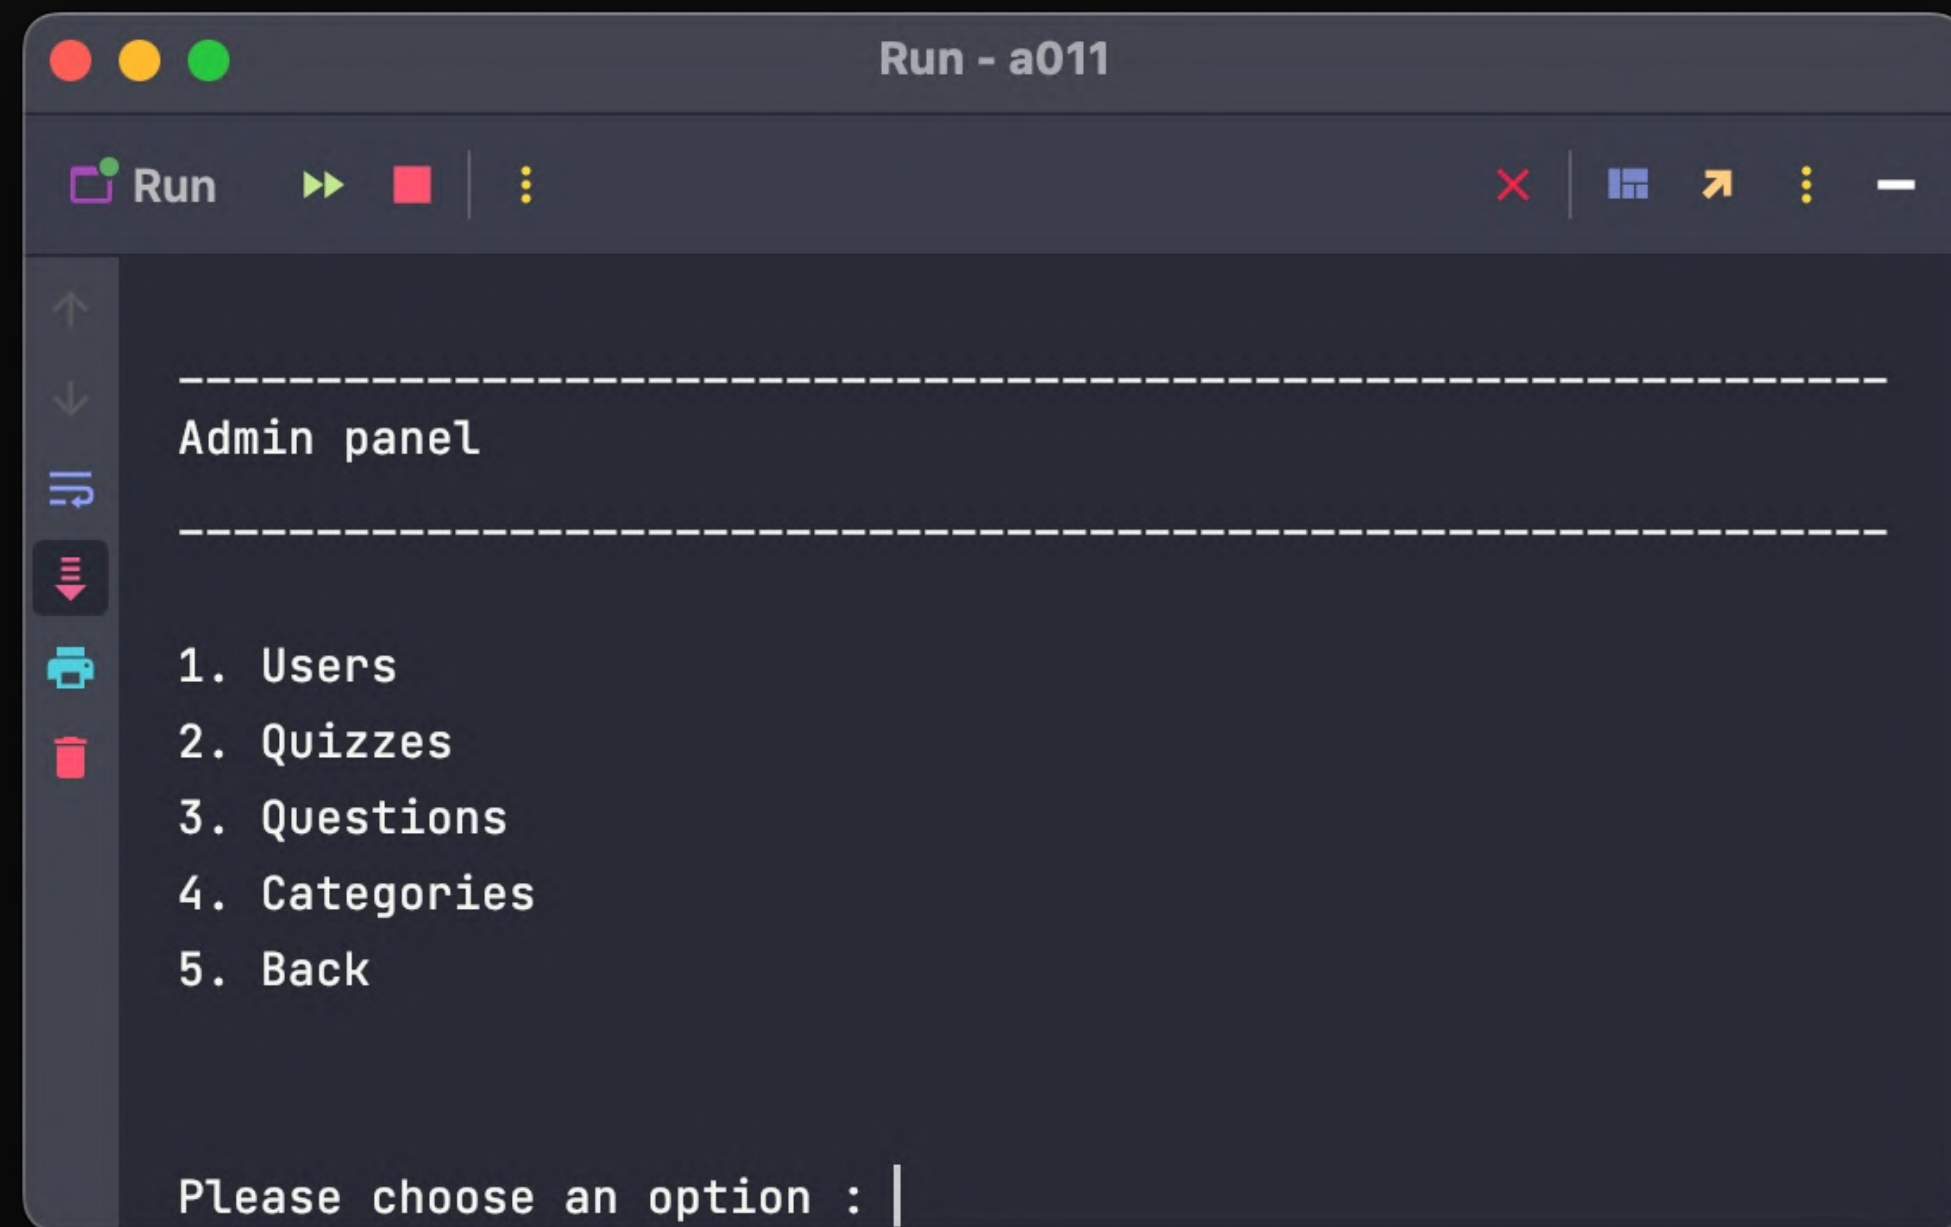 Run - a011
Run
--------------------------------------------------------------
Admin panel
--------------------------------------------------------------
1. Users
2. Quizzes
3. Questions
4. Categories
5. Back
Please choose an option :